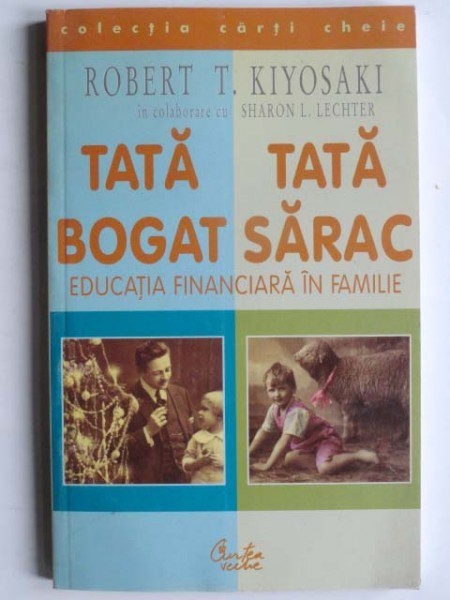 colecția cărți cheie
ROBERT T. KIYOSAKI
în colaborare cu SHARON L. LECHTER
TATĂ TATĂ
BOGAT SĂRAC
EDUCAȚIA FINANCIARĂ ÎN FAMILIE
Curtea
veche